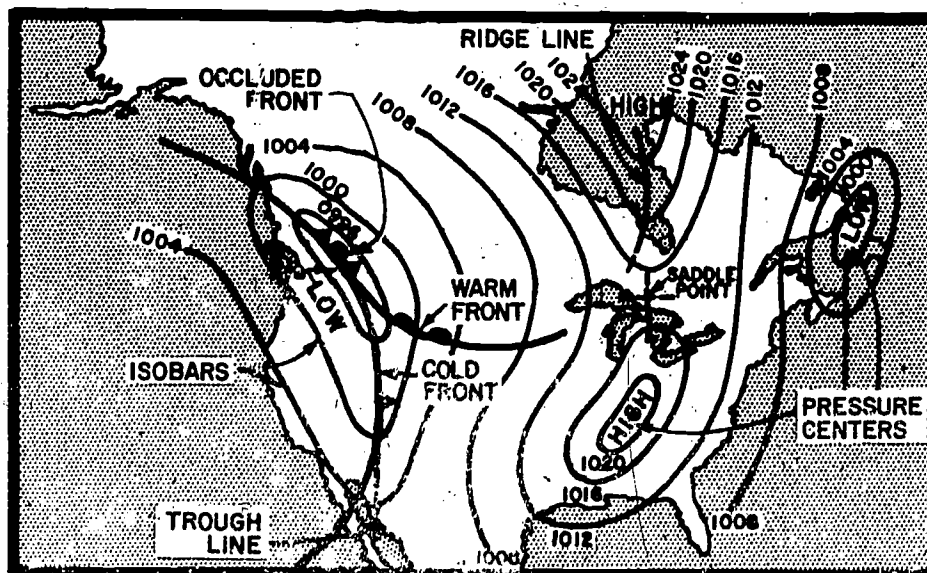 RIDGE LINE
OCCLUDED
FRONT
1016
1020
1024
1020
1016
1012
1008
HIGH
1016
1012
1008
1004
1004
1000
1000
LOW
1004
LOW
WARM
FRONT
SADDLE
POINT
ISOBARS
COLD
FRONT
HIGH
PRESSURE
CENTERS
1020
1016
1012
1008
TROUGH
LINE